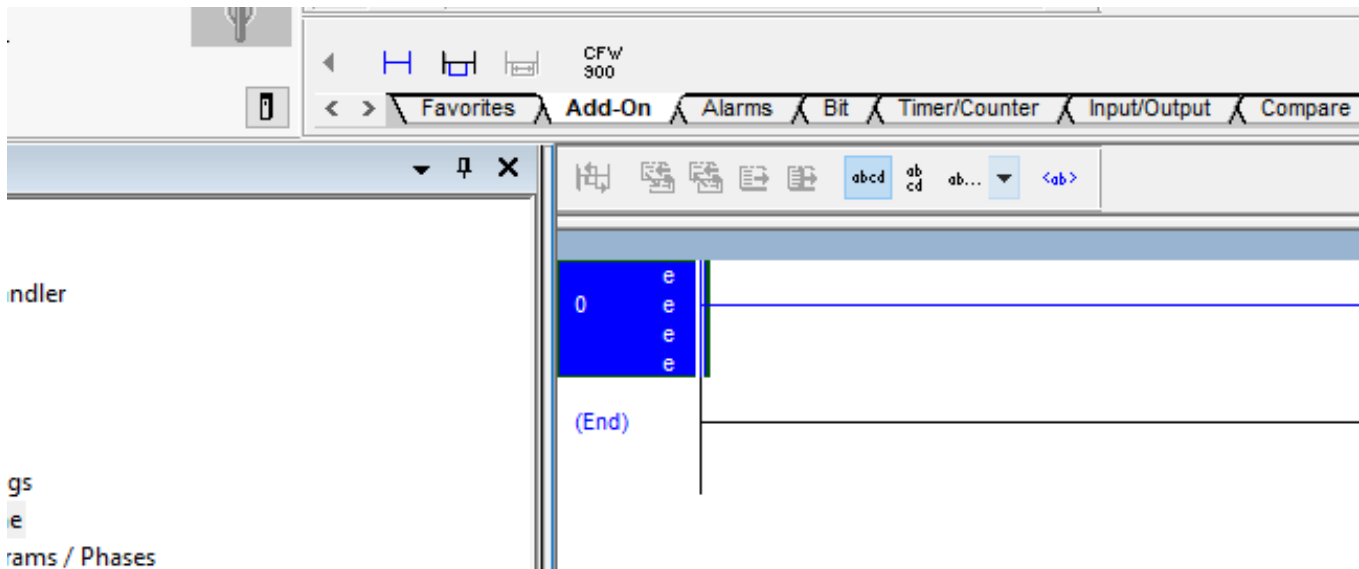 CFW
900
Favorites Add-On Alarms Bit Timer/Counter Input/Output Compare
abcd ab cd ab... <ab>
ndler
0 e
e
e
e
(End)
gs
e
rams / Phases